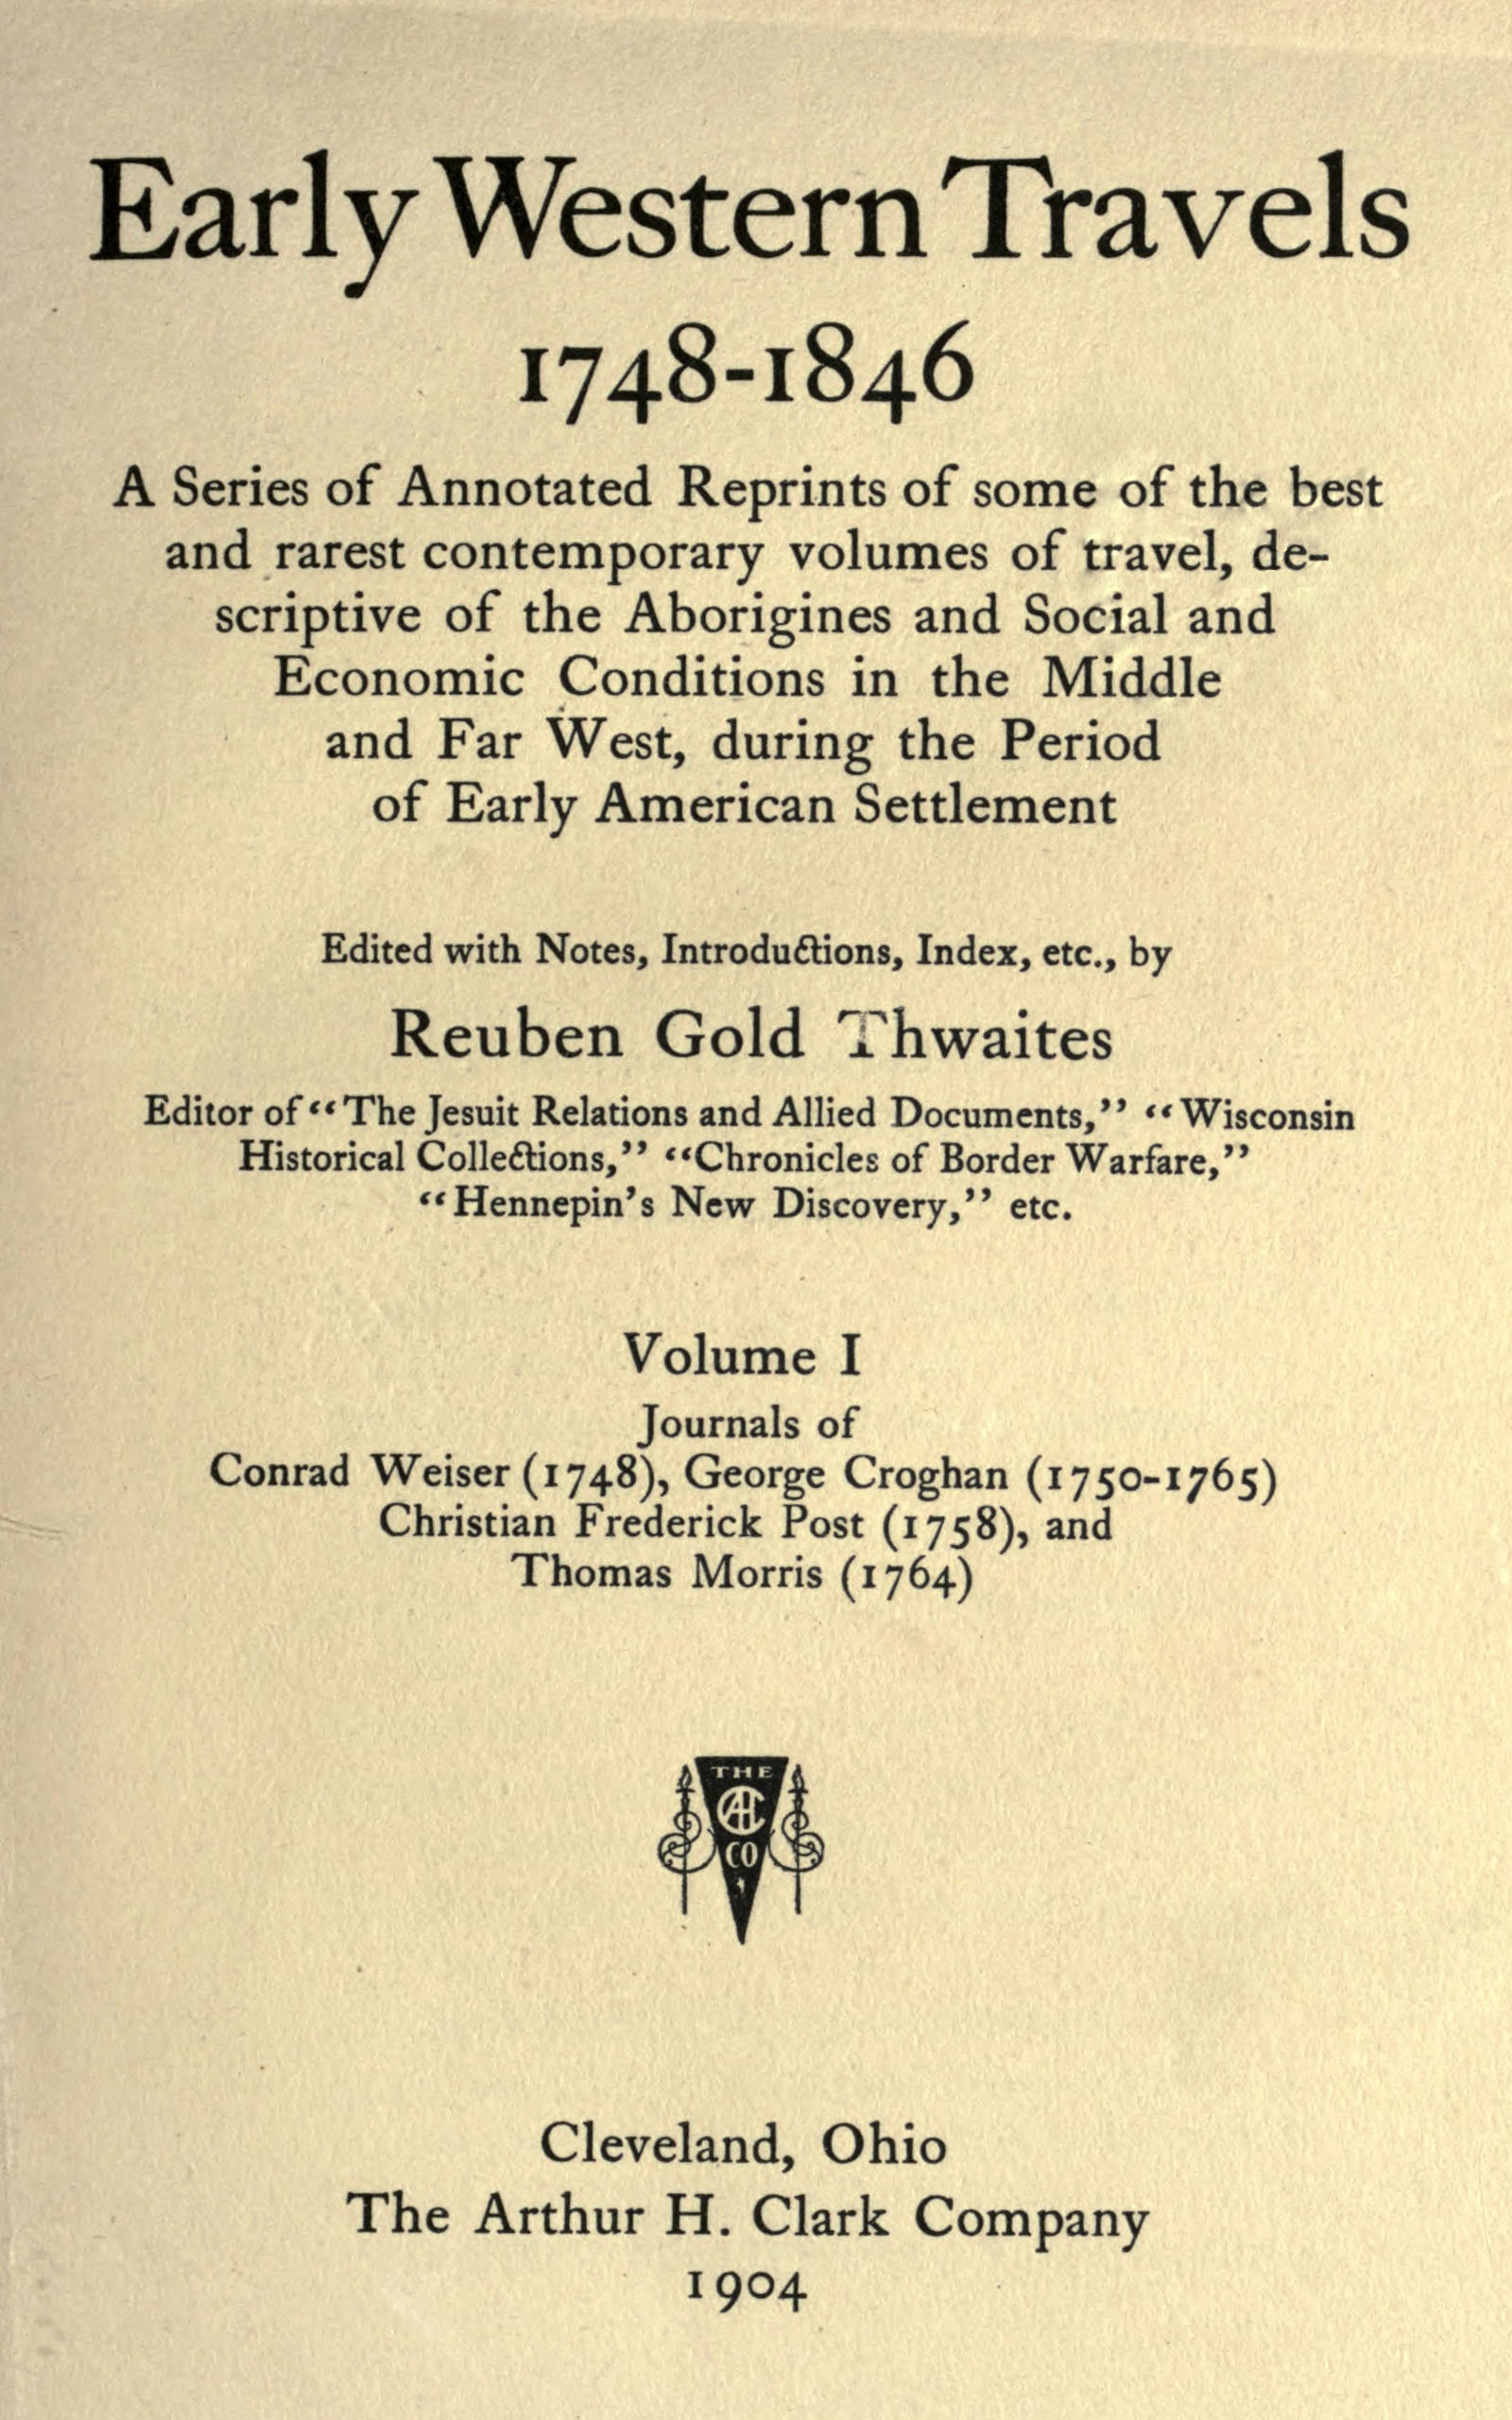 Early Western Travels
1748-1846
A Series of Annotated Reprints of some of the best
and rarest contemporary volumes of travel, de-
scriptive of the Aborigines and Social and
Economic Conditions in the Middle
and Far West, during the Period
of Early American Settlement
Edited with Notes, Introductions, Index, etc., by
Reuben Gold Thwaites
Editor of “The Jesuit Relations and Allied Documents,” “Wisconsin
Historical Collections,” “Chronicles of Border Warfare,”
“Hennepin’s New Discovery,” etc.
Volume I
Journals of
Conrad Weiser (1748), George Croghan (1750-1765)
Christian Frederick Post (1758), and
Thomas Morris (1764)
THE
AHC
CO
Cleveland, Ohio
The Arthur H. Clark Company
1904